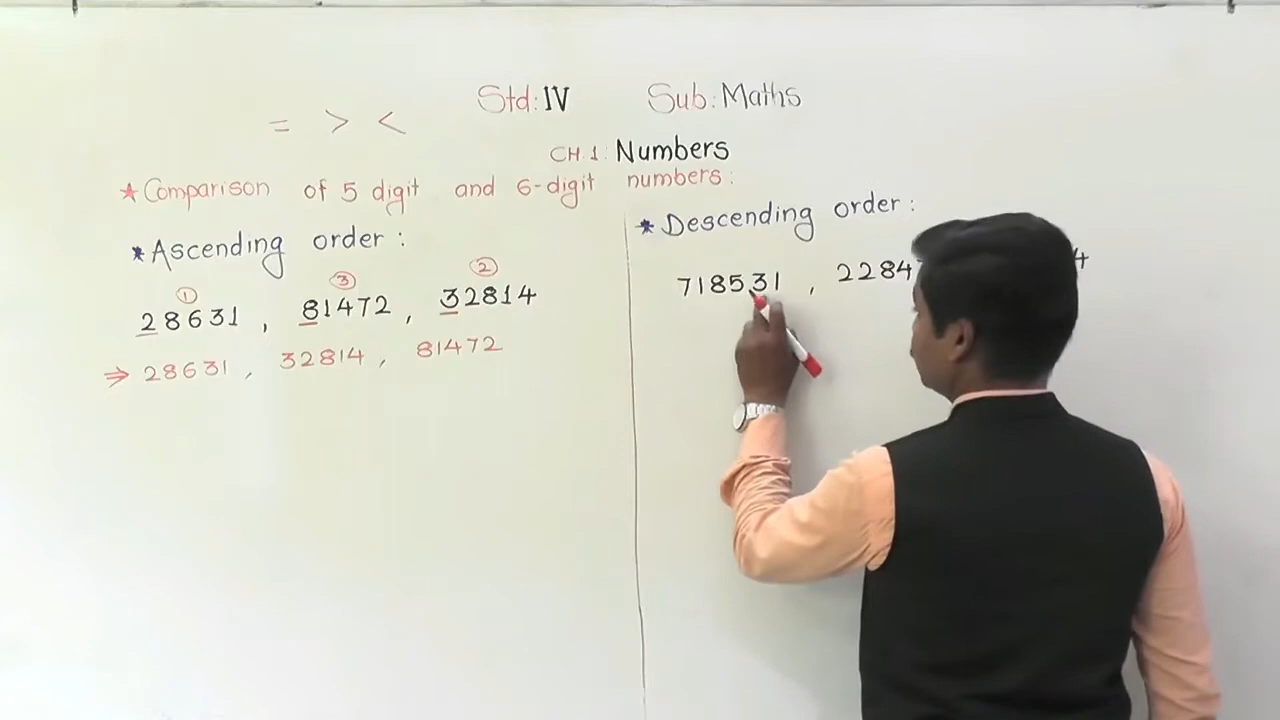 Std: IV Sub: Maths
= > <
CH. 1: Numbers
* Comparison of 5 digit and 6-digit numbers:
* Ascending order:
① ③ ②
28631, 81472, 32814
⇒ 28631, 32814, 81472
* Descending order:
718531,